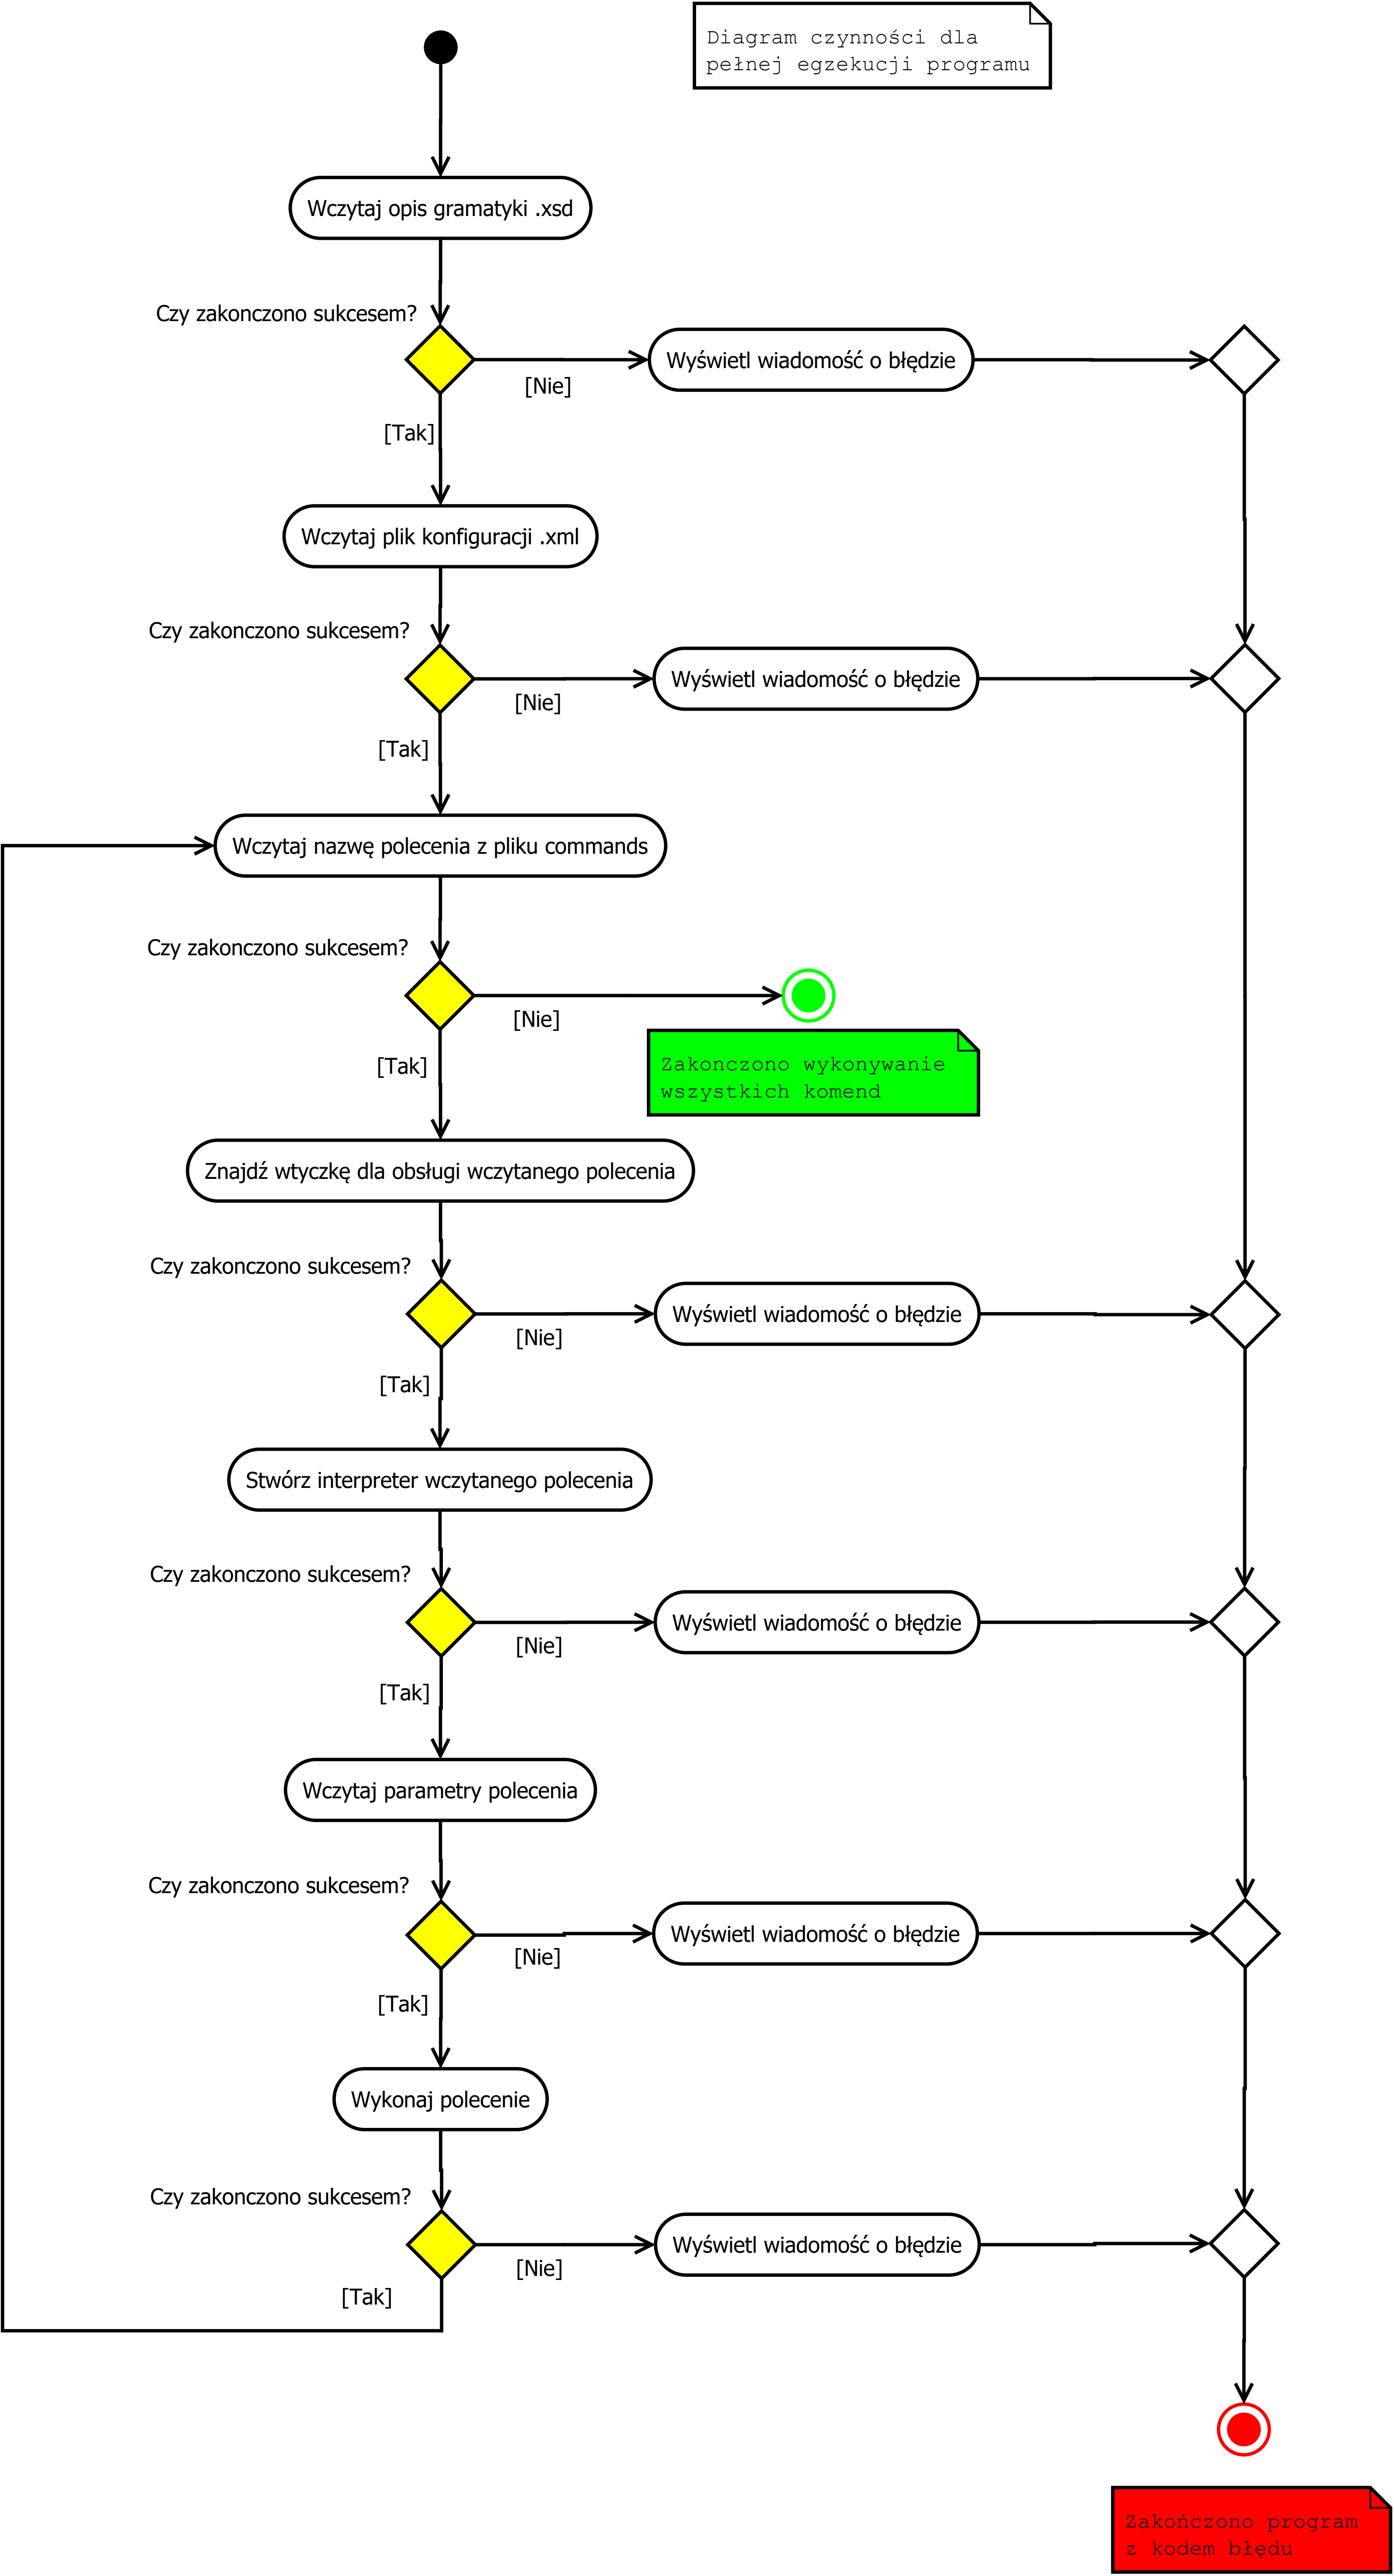 Diagram czynności dla
pełnej egzekucji programu
Wczytaj opis gramatyki .xsd
Czy zakonczono sukcesem?
[Nie]
Wyświetl wiadomość o błędzie
[Tak]
Wczytaj plik konfiguracji .xml
Czy zakonczono sukcesem?
[Nie]
Wyświetl wiadomość o błędzie
[Tak]
Wczytaj nazwę polecenia z pliku commands
Czy zakonczono sukcesem?
[Nie]
Zakonczono wykonywanie
wszystkich komend
[Tak]
Znajdź wtyczkę dla obsługi wczytanego polecenia
Czy zakonczono sukcesem?
[Nie]
Wyświetl wiadomość o błędzie
[Tak]
Stwórz interpreter wczytanego polecenia
Czy zakonczono sukcesem?
[Nie]
Wyświetl wiadomość o błędzie
[Tak]
Wczytaj parametry polecenia
Czy zakonczono sukcesem?
[Nie]
Wyświetl wiadomość o błędzie
[Tak]
Wykonaj polecenie
Czy zakonczono sukcesem?
[Nie]
Wyświetl wiadomość o błędzie
[Tak]
Zakończono program
z kodem błędu